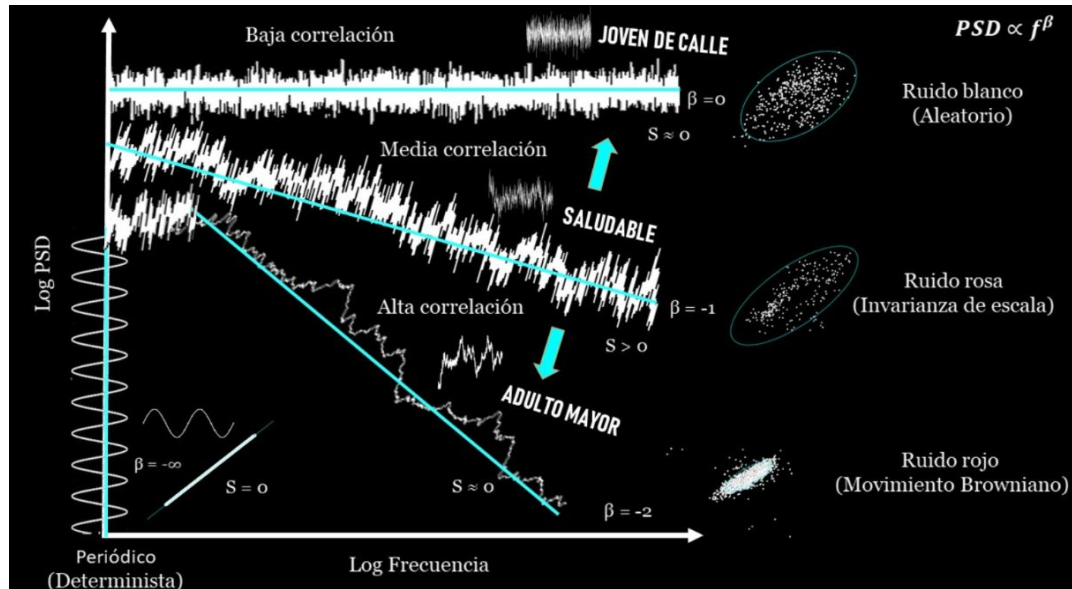 Baja correlación
JOVEN DE CALLE
PSD ∝ f^β
β =0
S ≈ 0
Ruido blanco
(Aleatorio)
Media correlación
SALUDABLE
Log PSD
Ruido rosa
(Invarianza de escala)
Alta correlación
β = -1
S > 0
ADULTO MAYOR
β = -∞
S = 0
S ≈ 0
β = -2
Ruido rojo
(Movimiento Browniano)
Periódico
(Determinista)
Log Frecuencia